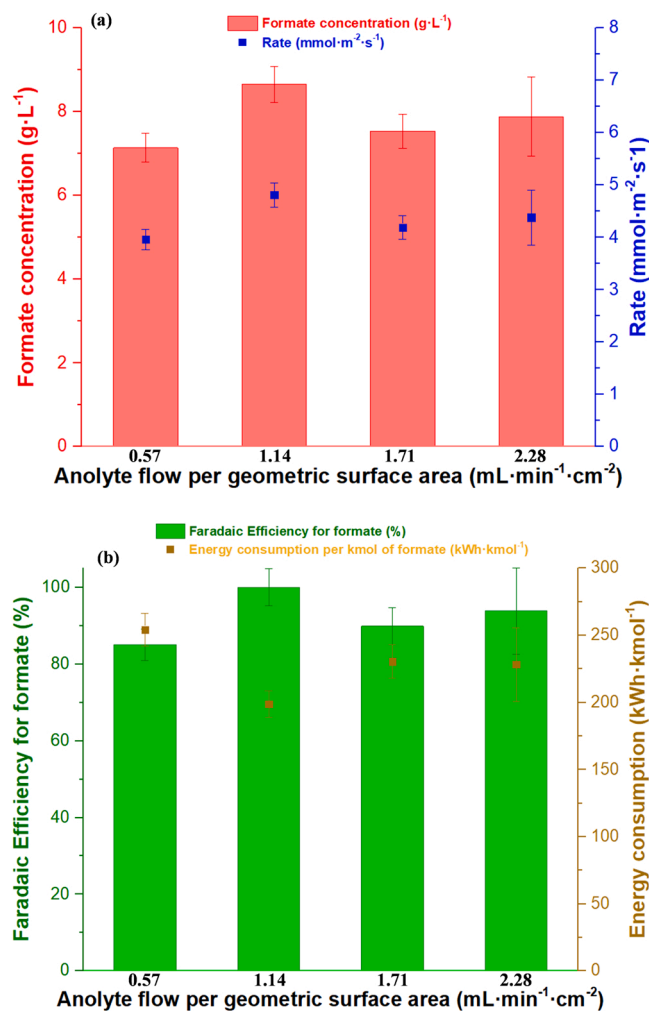 (a)
Formate concentration (g·L⁻¹)
Rate (mmol·m⁻²·s⁻¹)
Formate concentration (g·L⁻¹)
10
8
6
4
2
0
Rate (mmol·m⁻²·s⁻¹)
8
7
6
5
4
3
2
1
0
0.57 1.14 1.71 2.28
Anolyte flow per geometric surface area (mL·min⁻¹·cm⁻²)
(b)
Faradaic Efficiency for formate (%)
Energy consumption per kmol of formate (kWh·kmol⁻¹)
Faradaic Efficiency for formate (%)
100
80
60
40
20
0
Energy consumption (kWh·kmol⁻¹)
300
250
200
150
100
50
0
0.57 1.14 1.71 2.28
Anolyte flow per geometric surface area (mL·min⁻¹·cm⁻²)